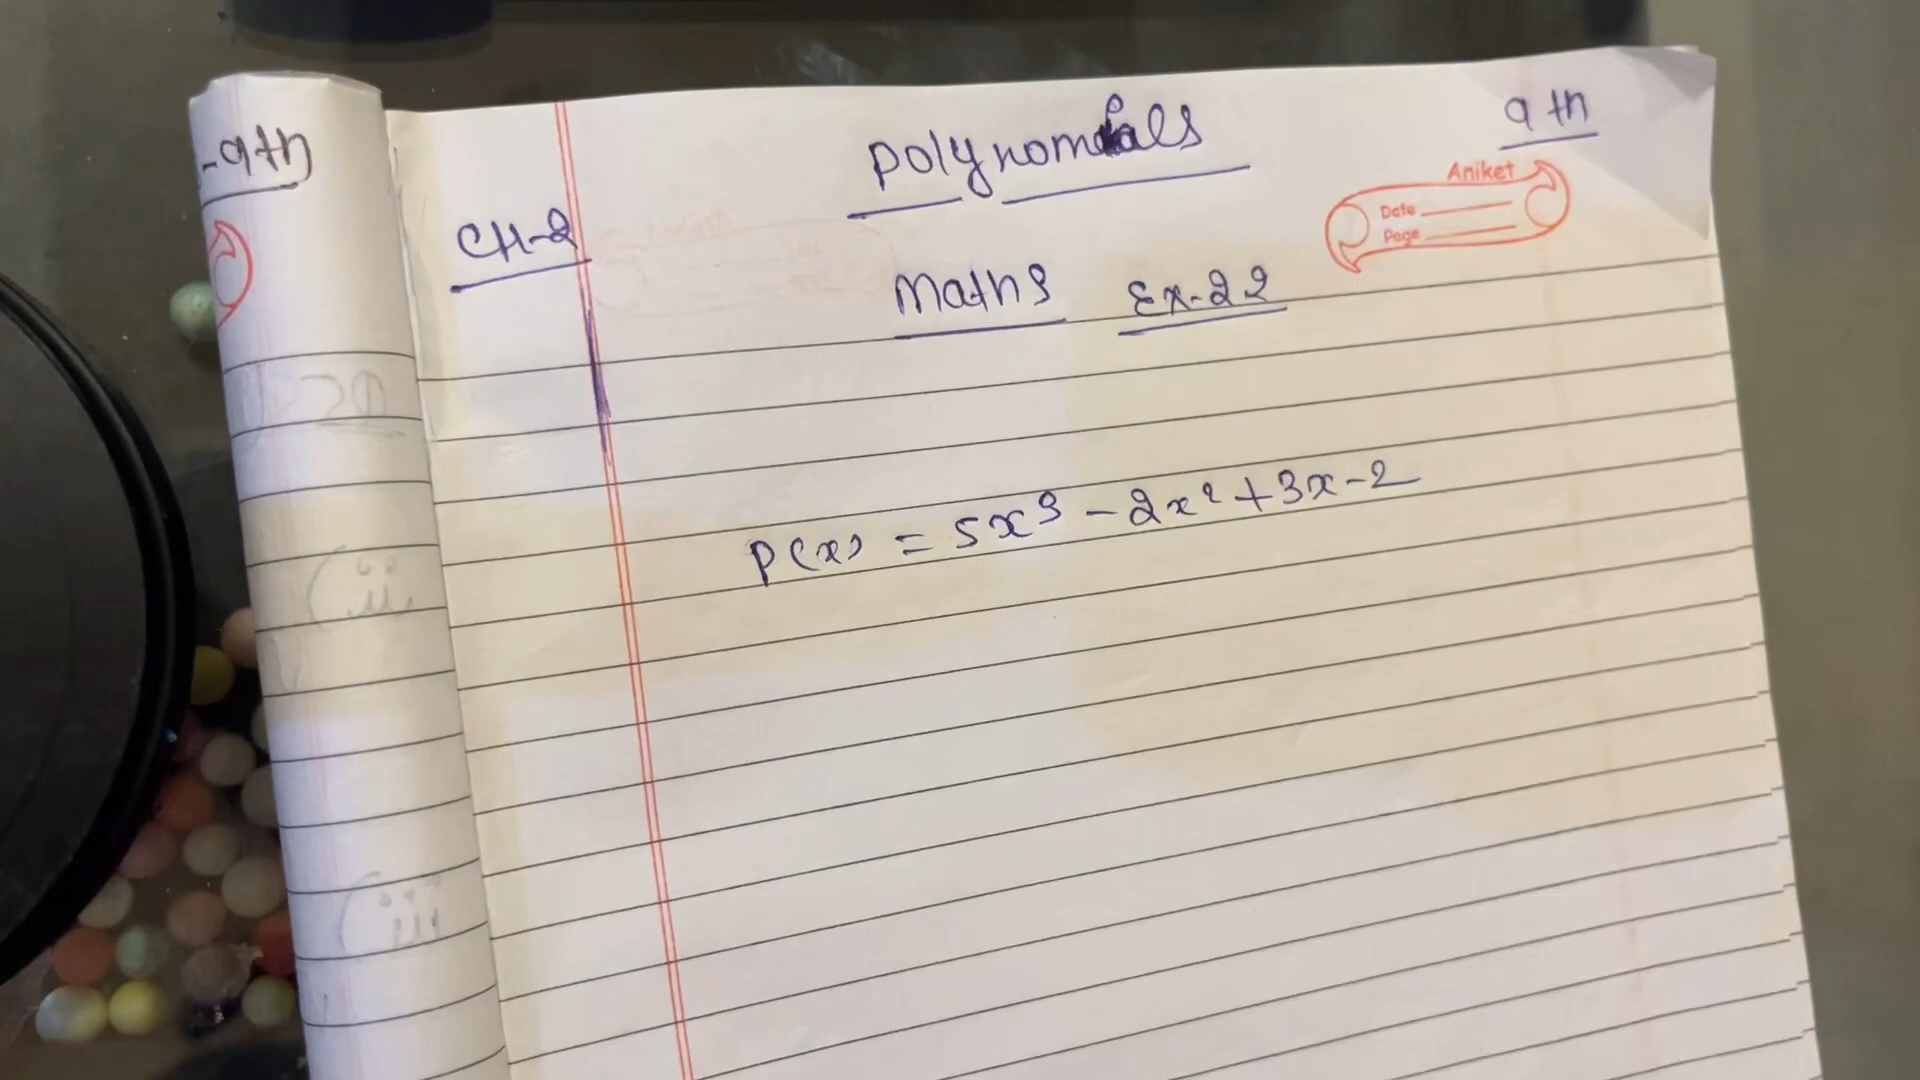 -9th
Polynomials
9th
Aniket
Date
Page
CH-2
Maths Ex-2.2
P(x) = 5x³ - 2x² + 3x - 2